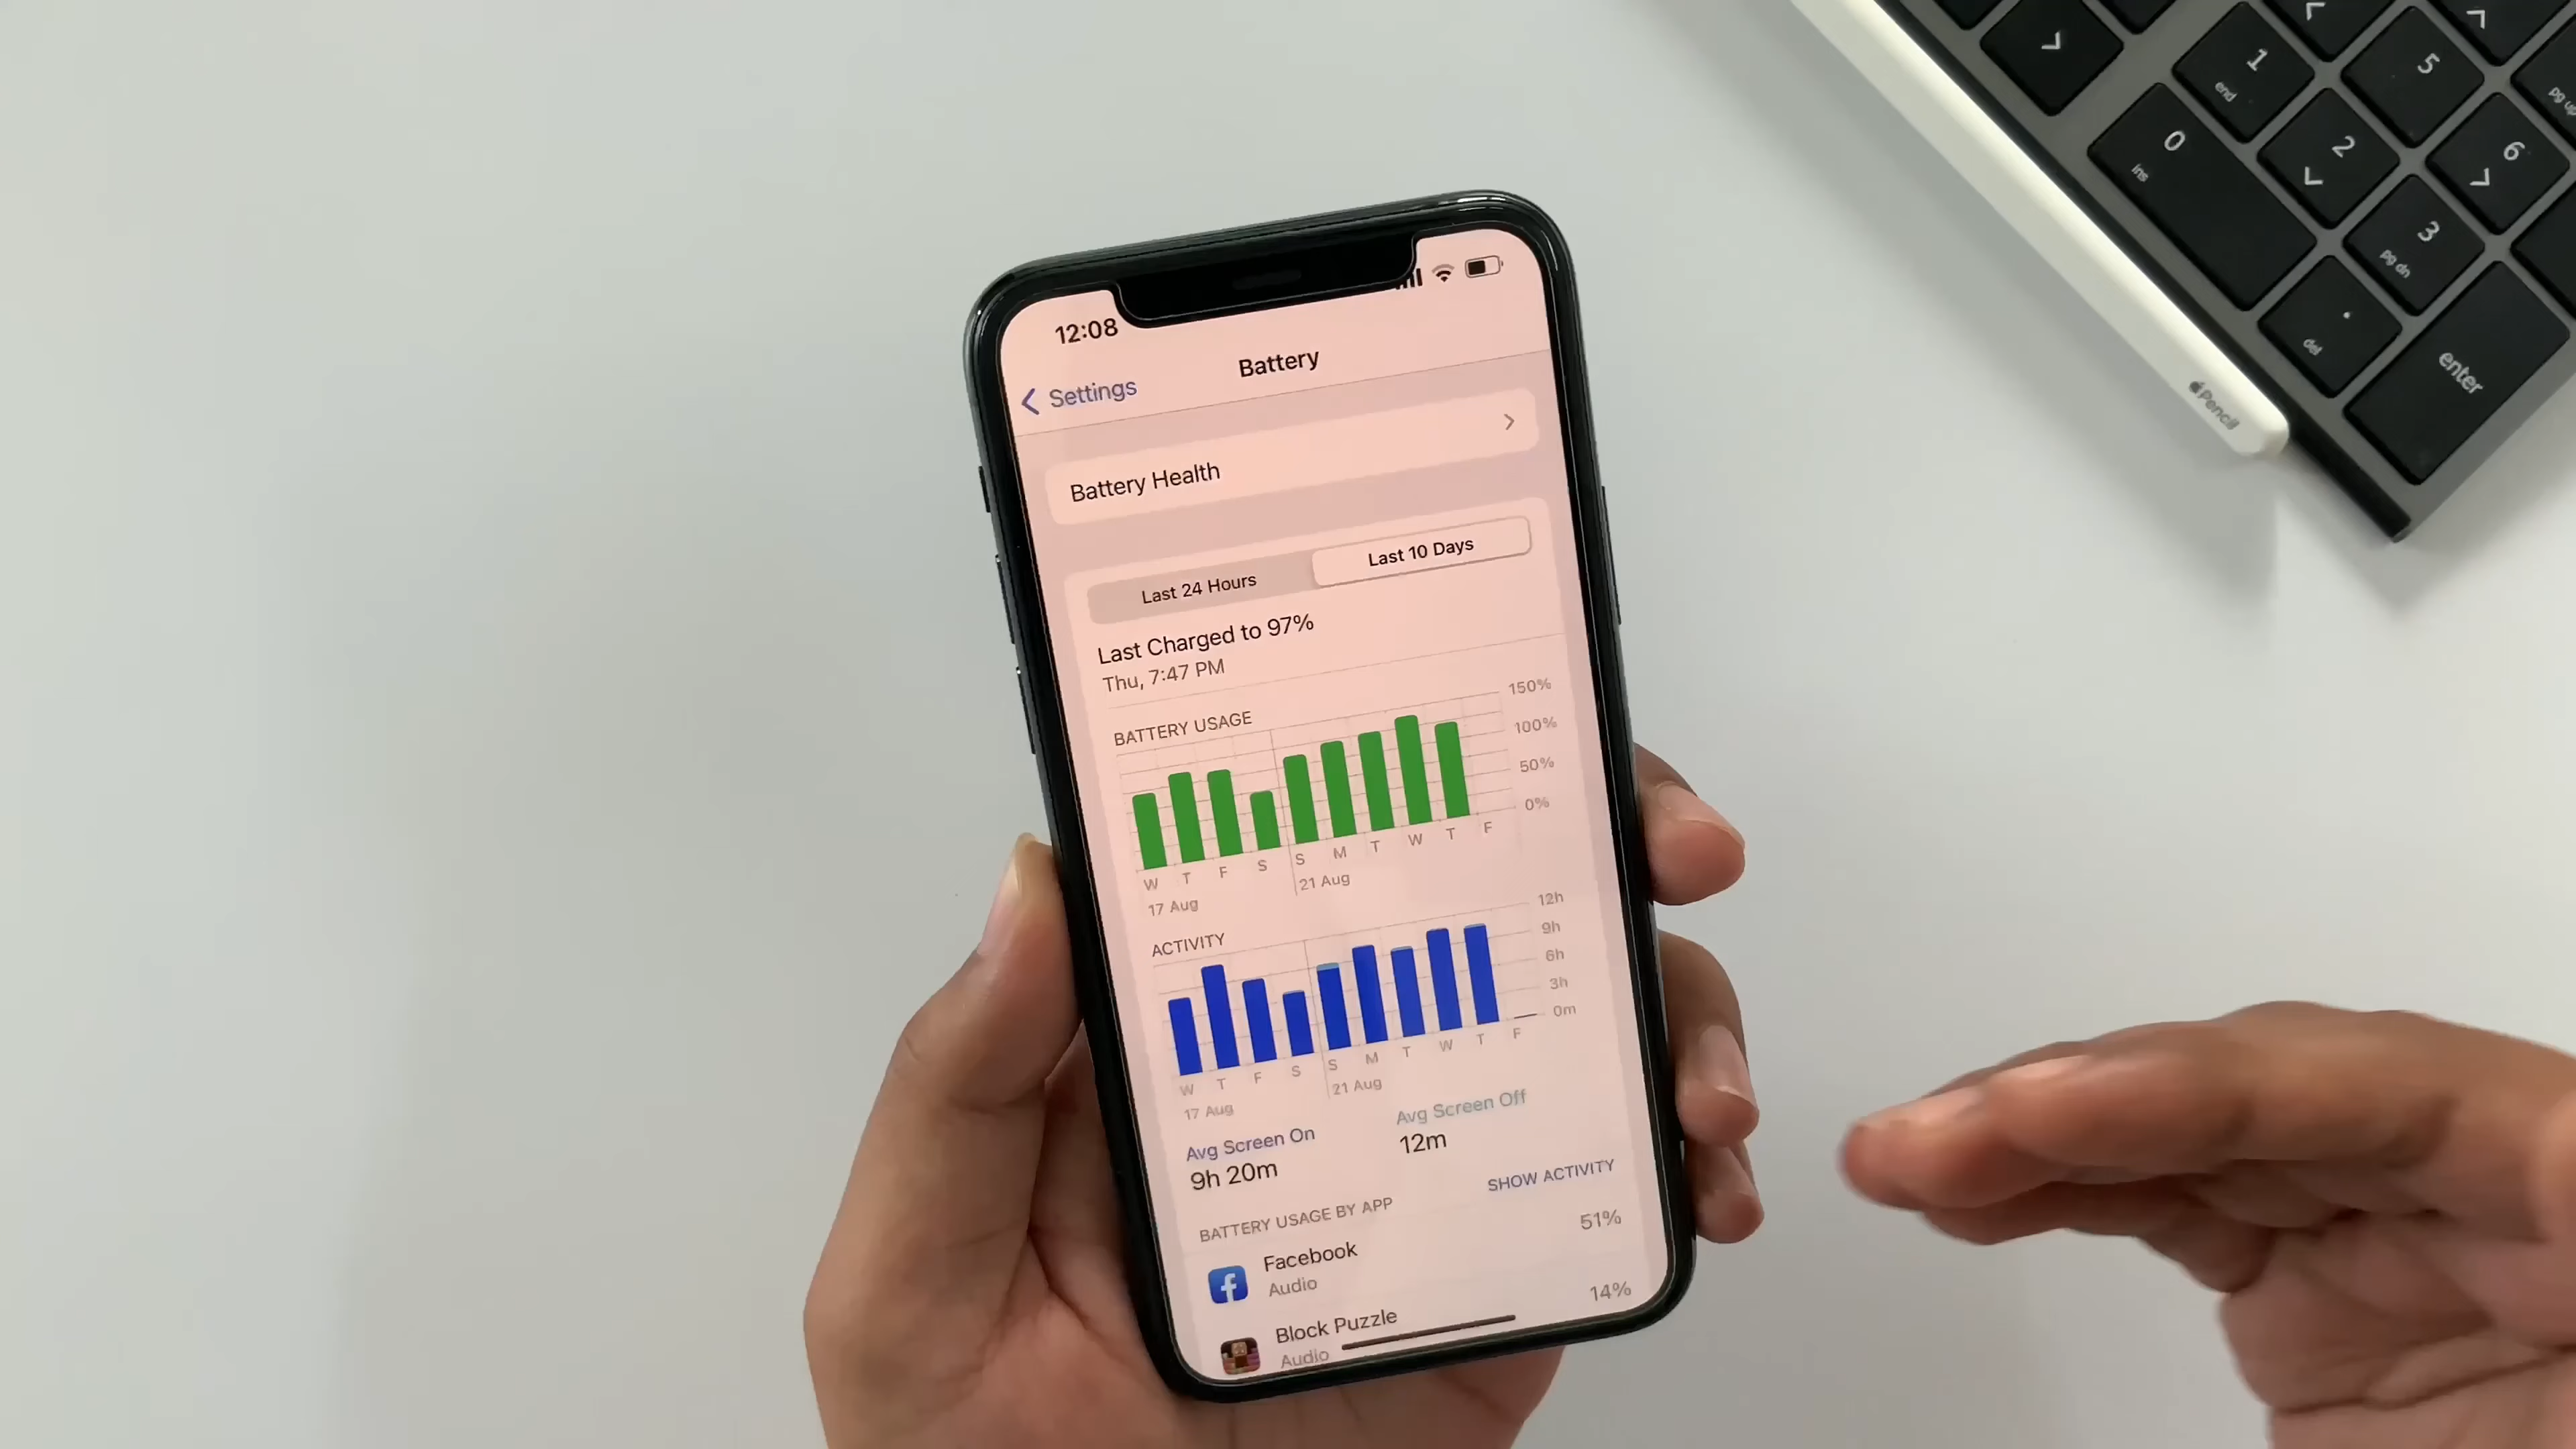 12:08
Settings
Battery
Battery Health
Last 24 Hours
Last 10 Days
Last Charged to 97%
Thu, 7:47 PM
BATTERY USAGE
150%
100%
50%
0%
W T F S S M T W T F
17 Aug
21 Aug
ACTIVITY
12h
9h
6h
3h
0m
W T F S S M T W T F
17 Aug
21 Aug
Avg Screen On
Avg Screen Off
9h 20m
12m
BATTERY USAGE BY APP
SHOW ACTIVITY
Facebook
51%
Audio
Block Puzzle
14%
Audio
1
end
5
pg up
0
ins
2
6
3
pg dn
.
del
enter
Pencil